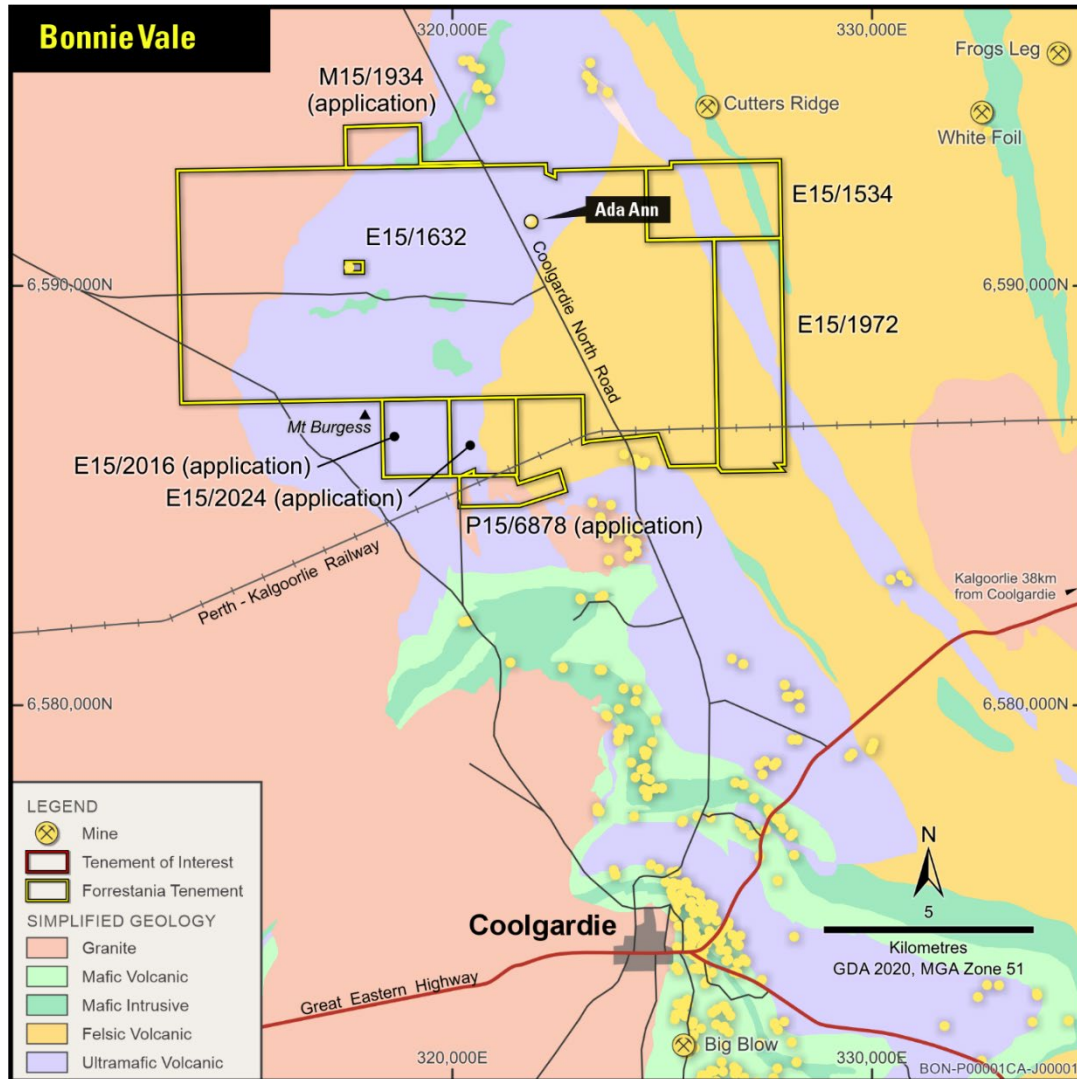 Bonnie Vale
320,000E
330,000E
Frogs Leg
M15/1934
(application)
Cutters Ridge
White Foil
E15/1534
Ada Ann
E15/1632
6,590,000N
6,590,000N
Coolgardie North Road
E15/1972
Mt Burgess
E15/2016 (application)
E15/2024 (application)
P15/6878 (application)
Perth - Kalgoorlie Railway
Kalgoorlie 38km
from Coolgardie
6,580,000N
6,580,000N
LEGEND
Mine
Tenement of Interest
Forrestania Tenement
SIMPLIFIED GEOLOGY
Granite
Mafic Volcanic
Mafic Intrusive
Felsic Volcanic
Ultramafic Volcanic
N
5
Kilometres
GDA 2020, MGA Zone 51
Coolgardie
Great Eastern Highway
Big Blow
320,000E
330,000E
BON-P00001CA-J00001